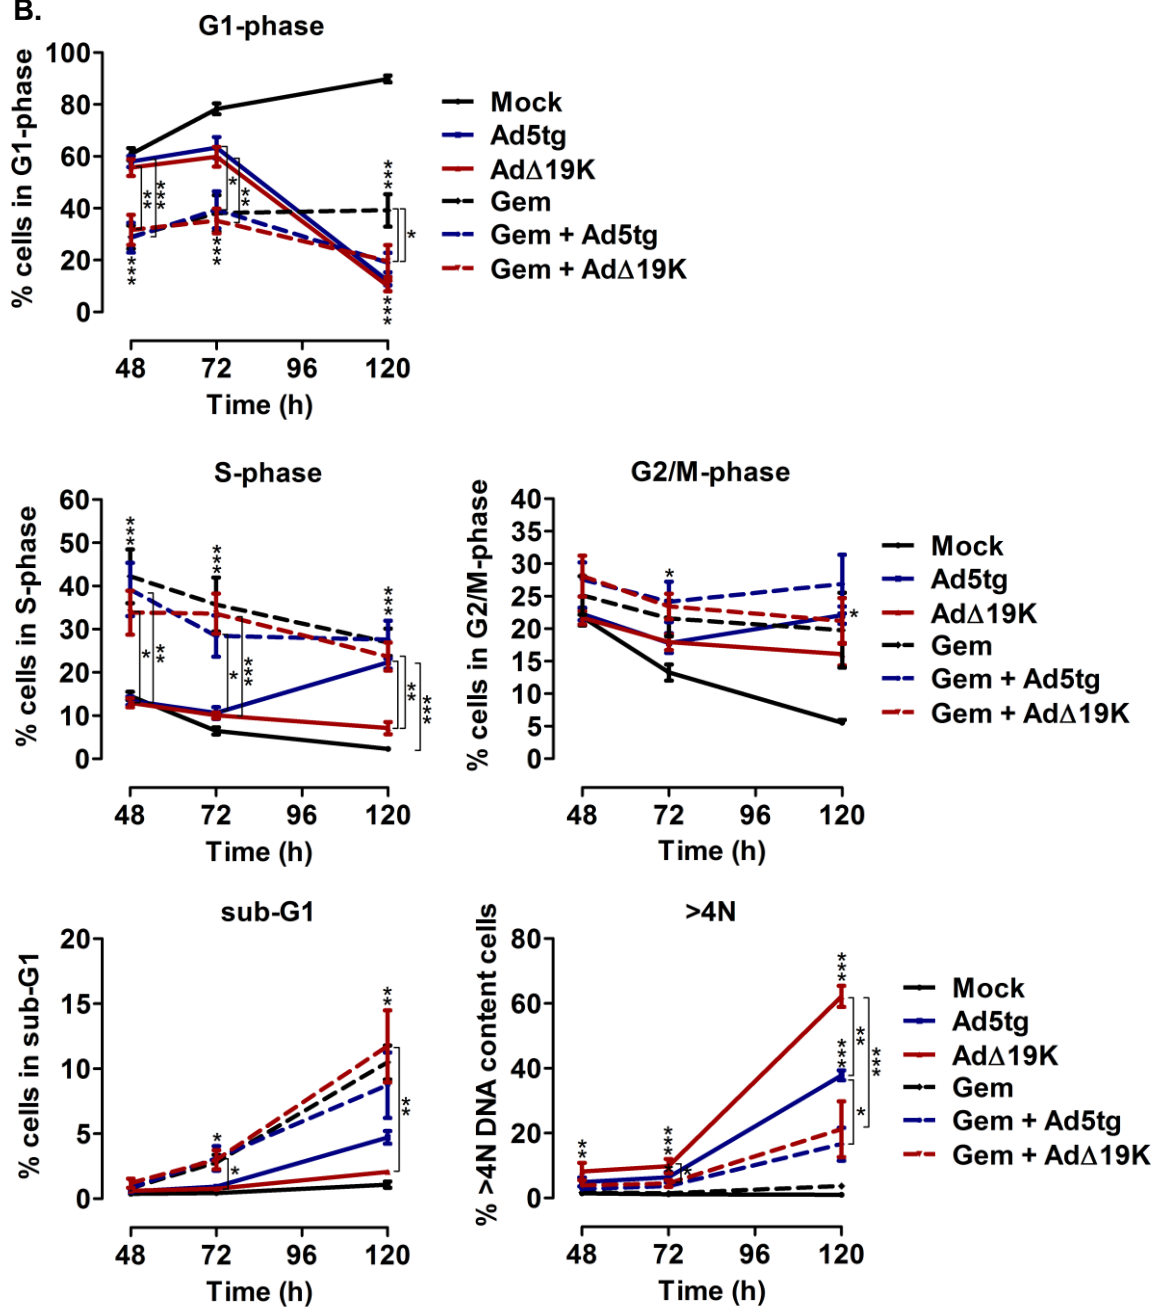 B.
G1-phase
% cells in G1-phase
100
80
60
40
20
0
48 72 96 120
Time (h)
***
**
***
*
**
***
***
*
***
Mock
Ad5tg
AdΔ19K
Gem
Gem + Ad5tg
Gem + AdΔ19K
S-phase
% cells in S-phase
60
50
40
30
20
10
0
48 72 96 120
Time (h)
***
*
**
***
*
***
***
**
***
G2/M-phase
% cells in G2/M-phase
40
35
30
25
20
15
10
5
0
48 72 96 120
Time (h)
*
*
Mock
Ad5tg
AdΔ19K
Gem
Gem + Ad5tg
Gem + AdΔ19K
sub-G1
% cells in sub-G1
20
15
10
5
0
48 72 96 120
Time (h)
*
*
**
**
>4N
% >4N DNA content cells
80
60
40
20
0
48 72 96 120
Time (h)
**
***
*
***
***
**
***
*
Mock
Ad5tg
AdΔ19K
Gem
Gem + Ad5tg
Gem + AdΔ19K